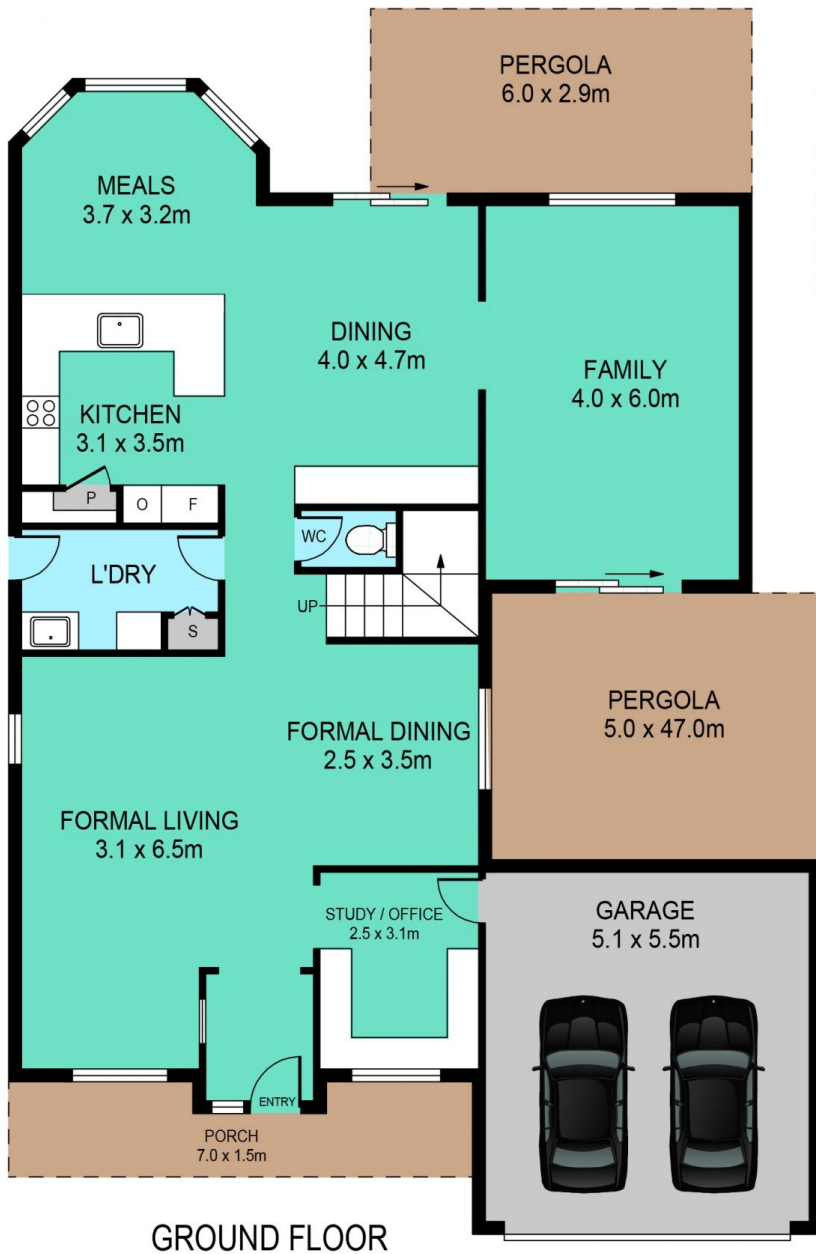 PERGOLA
6.0 x 2.9m
MEALS
3.7 x 3.2m
DINING
4.0 x 4.7m
FAMILY
4.0 x 6.0m
KITCHEN
3.1 x 3.5m
P
O
F
WC
L'DRY
UP
S
PERGOLA
5.0 x 47.0m
FORMAL DINING
2.5 x 3.5m
FORMAL LIVING
3.1 x 6.5m
STUDY / OFFICE
2.5 x 3.1m
GARAGE
5.1 x 5.5m
ENTRY
PORCH
7.0 x 1.5m
GROUND FLOOR